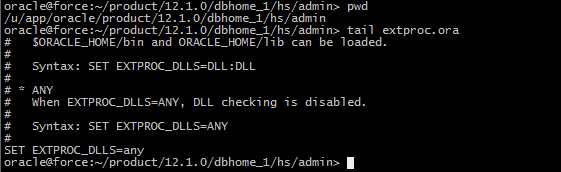 oracle@force:~/product/12.1.0/dbhome_1/hs/admin> pwd
/u/app/oracle/product/12.1.0/dbhome_1/hs/admin
oracle@force:~/product/12.1.0/dbhome_1/hs/admin> tail extproc.ora
#   $ORACLE_HOME/bin and ORACLE_HOME/lib can be loaded.
#
#   Syntax: SET EXTPROC_DLLS=DLL:DLL
#
# * ANY
#   When EXTPROC_DLLS=ANY, DLL checking is disabled.
#
#   Syntax: SET EXTPROC_DLLS=ANY
#
SET EXTPROC_DLLS=any
oracle@force:~/product/12.1.0/dbhome_1/hs/admin>